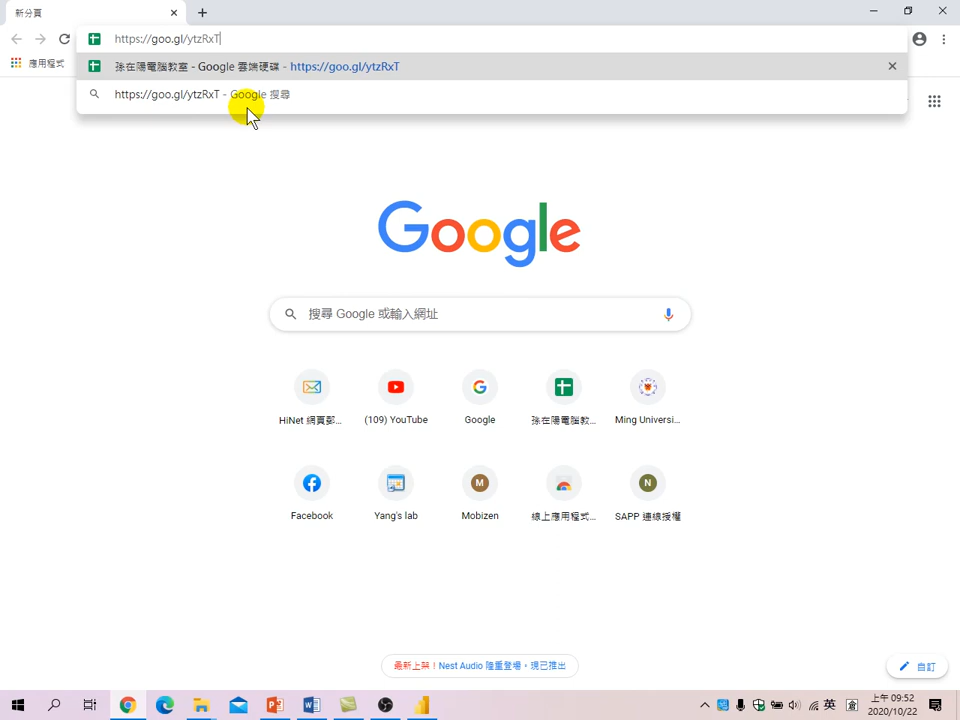 新分頁
https://goo.gl/ytzRxT
孫在陽電腦教室 - Google 雲端硬碟 - https://goo.gl/ytzRxT
https://goo.gl/ytzRxT - Google 搜尋
應用程式
Google
搜尋 Google 或輸入網址
HiNet 網頁郵...
(109) YouTube
Google
孫在陽電腦教...
Ming Universi...
Facebook
Yang's lab
M
Mobizen
線上應用程式...
N
SAPP 連線授權
最新上架！Nest Audio 隆重登場，現已推出
自訂
英
倉
上午 09:52
2020/10/22